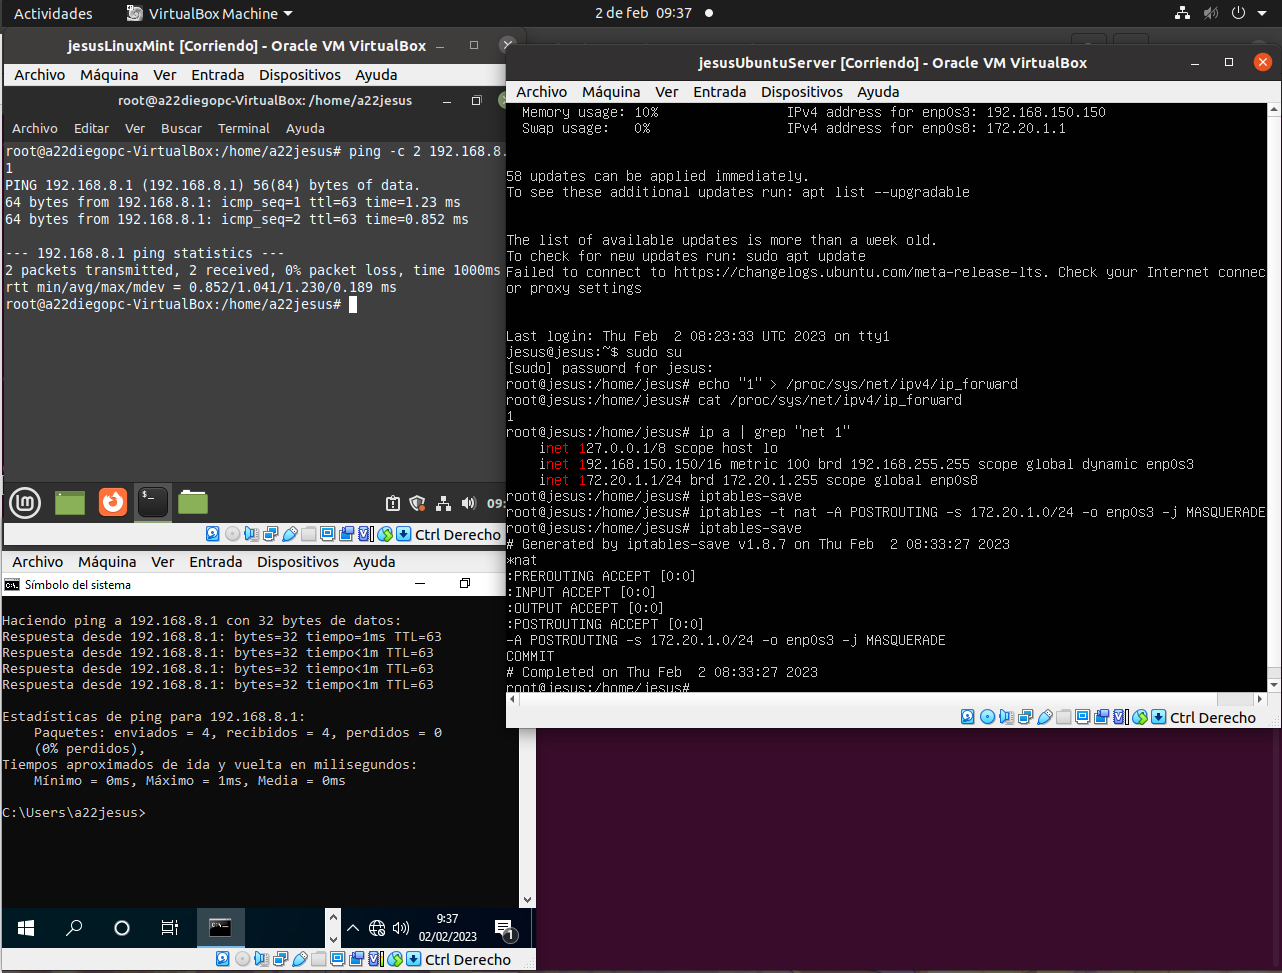 Actividades
VirtualBox Machine
2 de feb 09:37
jesusLinuxMint [Corriendo] - Oracle VM VirtualBox
Archivo Máquina Ver Entrada Dispositivos Ayuda
root@a22diegopc-VirtualBox: /home/a22jesus
Archivo Editar Ver Buscar Terminal Ayuda
root@a22diegopc-VirtualBox:/home/a22jesus# ping -c 2 192.168.8.
1
PING 192.168.8.1 (192.168.8.1) 56(84) bytes of data.
64 bytes from 192.168.8.1: icmp_seq=1 ttl=63 time=1.23 ms
64 bytes from 192.168.8.1: icmp_seq=2 ttl=63 time=0.852 ms
--- 192.168.8.1 ping statistics ---
2 packets transmitted, 2 received, 0% packet loss, time 1000ms
rtt min/avg/max/mdev = 0.852/1.041/1.230/0.189 ms
root@a22diegopc-VirtualBox:/home/a22jesus#
09:
Ctrl Derecho
jesusUbuntuServer [Corriendo] - Oracle VM VirtualBox
Archivo Máquina Ver Entrada Dispositivos Ayuda
Memory usage: 10% IPv4 address for enp0s3: 192.168.150.150
Swap usage: 0% IPv4 address for enp0s8: 172.20.1.1
58 updates can be applied immediately.
To see these additional updates run: apt list --upgradable
The list of available updates is more than a week old.
To check for new updates run: sudo apt update
Failed to connect to https://changelogs.ubuntu.com/meta-release-lts. Check your Internet connec
or proxy settings
Last login: Thu Feb  2 08:23:33 UTC 2023 on tty1
jesus@jesus:~$ sudo su
[sudo] password for jesus:
root@jesus:/home/jesus# echo "1" > /proc/sys/net/ipv4/ip_forward
root@jesus:/home/jesus# cat /proc/sys/net/ipv4/ip_forward
1
root@jesus:/home/jesus# ip a | grep "net 1"
inet 127.0.0.1/8 scope host lo
inet 192.168.150.150/16 metric 100 brd 192.168.255.255 scope global dynamic enp0s3
inet 172.20.1.1/24 brd 172.20.1.255 scope global enp0s8
root@jesus:/home/jesus# iptables-save
root@jesus:/home/jesus# iptables -t nat -A POSTROUTING -s 172.20.1.0/24 -o enp0s3 -j MASQUERADE
root@jesus:/home/jesus# iptables-save
# Generated by iptables-save v1.8.7 on Thu Feb  2 08:33:27 2023
*nat
:PREROUTING ACCEPT [0:0]
:INPUT ACCEPT [0:0]
:OUTPUT ACCEPT [0:0]
:POSTROUTING ACCEPT [0:0]
-A POSTROUTING -s 172.20.1.0/24 -o enp0s3 -j MASQUERADE
COMMIT
# Completed on Thu Feb  2 08:33:27 2023
root@jesus:/home/jesus#
Ctrl Derecho
Archivo Máquina Ver Entrada Dispositivos Ayuda
Símbolo del sistema
Haciendo ping a 192.168.8.1 con 32 bytes de datos:
Respuesta desde 192.168.8.1: bytes=32 tiempo=1ms TTL=63
Respuesta desde 192.168.8.1: bytes=32 tiempo<1m TTL=63
Respuesta desde 192.168.8.1: bytes=32 tiempo<1m TTL=63
Respuesta desde 192.168.8.1: bytes=32 tiempo<1m TTL=63
Estadísticas de ping para 192.168.8.1:
Paquetes: enviados = 4, recibidos = 4, perdidos = 0
(0% perdidos),
Tiempos aproximados de ida y vuelta en milisegundos:
Mínimo = 0ms, Máximo = 1ms, Media = 0ms
C:\Users\a22jesus>
9:37
02/02/2023
1
Ctrl Derecho